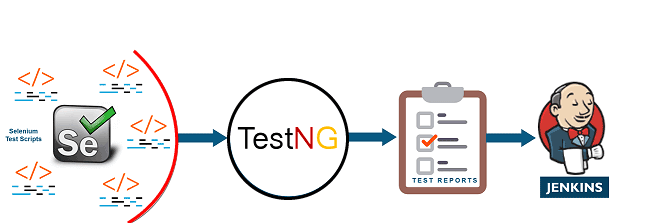 </>
</>
Selenium
Test Scripts
Se
</>
</>
</>
TestNG
TEST REPORTS
JENKINS